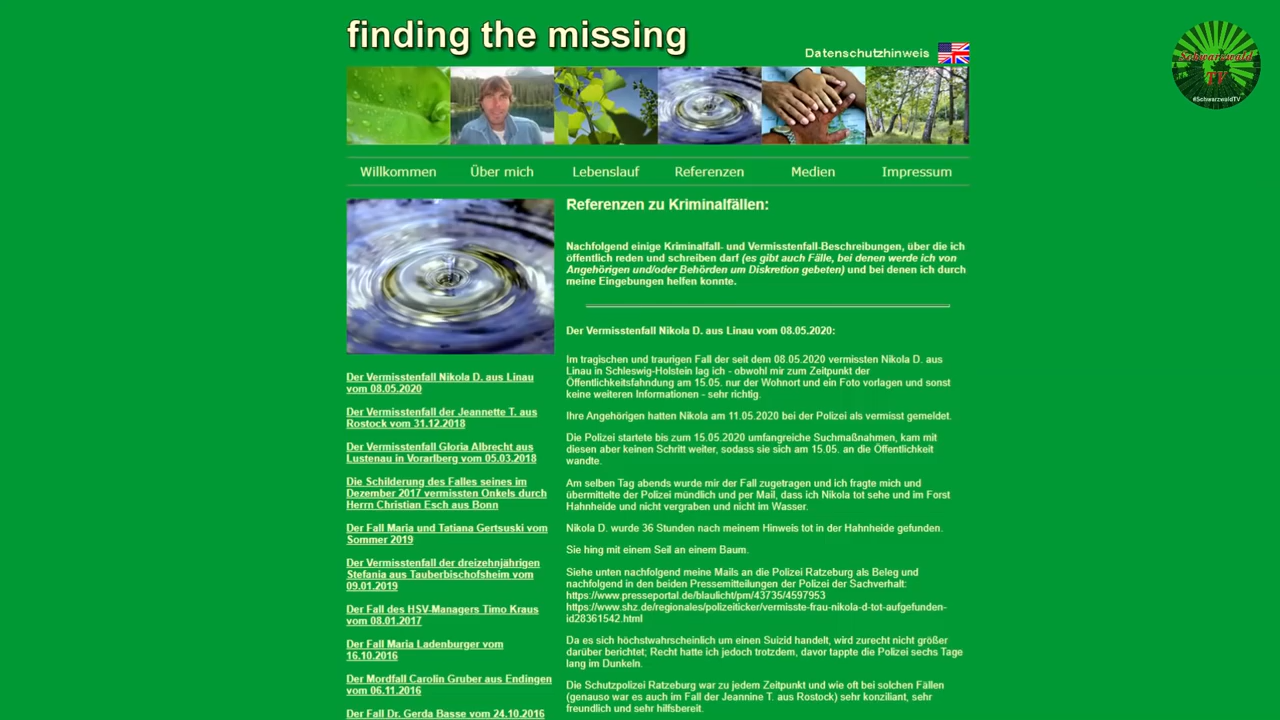 finding the missing
Datenschutzhinweis
Schwarzwald
TV
#SchwarzwaldTV
Willkommen
Über mich
Lebenslauf
Referenzen
Medien
Impressum
Der Vermisstenfall Nikola D. aus Linau
vom 08.05.2020
Der Vermisstenfall der Jeannette T. aus
Rostock vom 31.12.2018
Der Vermisstenfall Gloria Albrecht aus
Lustenau in Vorarlberg vom 05.03.2018
Die Schilderung des Falles seines im
Dezember 2017 vermissten Onkels durch
Herrn Christian Esch aus Bonn
Der Fall Maria und Tatiana Gertsuski vom
Sommer 2019
Der Vermisstenfall der dreizehnjährigen
Stefania aus Tauberbischofsheim vom
09.01.2019
Der Fall des HSV-Managers Timo Kraus
vom 08.01.2017
Der Fall Maria Ladenburger vom
16.10.2016
Der Mordfall Carolin Gruber aus Endingen
vom 06.11.2016
Der Fall Dr. Gerda Basse vom 24.10.2016
Referenzen zu Kriminalfällen:
Nachfolgend einige Kriminalfall- und Vermisstenfall-Beschreibungen, über die ich
öffentlich reden und schreiben darf (es gibt auch Fälle, bei denen werde ich von
Angehörigen und/oder Behörden um Diskretion gebeten) und bei denen ich durch
meine Eingebungen helfen konnte.
Der Vermisstenfall Nikola D. aus Linau vom 08.05.2020:
Im tragischen und traurigen Fall der seit dem 08.05.2020 vermissten Nikola D. aus
Linau in Schleswig-Holstein lag ich - obwohl mir zum Zeitpunkt der
Öffentlichkeitsfahndung am 15.05. nur der Wohnort und ein Foto vorlagen und sonst
keine weiteren Informationen - sehr richtig.
Ihre Angehörigen hatten Nikola am 11.05.2020 bei der Polizei als vermisst gemeldet.
Die Polizei startete bis zum 15.05.2020 umfangreiche Suchmaßnahmen, kam mit
diesen aber keinen Schritt weiter, sodass sie sich am 15.05. an die Öffentlichkeit
wandte.
Am selben Tag abends wurde mir der Fall zugetragen und ich fragte mich und
übermittelte der Polizei mündlich und per Mail, dass ich Nikola tot sehe und im Forst
Hahnheide und nicht vergraben und nicht im Wasser.
Nikola D. wurde 36 Stunden nach meinem Hinweis tot in der Hahnheide gefunden.
Sie hing mit einem Seil an einem Baum.
Siehe unten nachfolgend meine Mails an die Polizei Ratzeburg als Beleg und
nachfolgend in den beiden Pressemitteilungen der Polizei der Sachverhalt:
https://www.presseportal.de/blaulicht/pm/43735/4597953
https://www.shz.de/regionales/polizeiticker/vermisste-frau-nikola-d-tot-aufgefunden-
id28361542.html
Da es sich höchstwahrscheinlich um einen Suizid handelt, wird zurecht nicht größer
darüber berichtet; Recht hatte ich jedoch trotzdem, davor tappte die Polizei sechs Tage
lang im Dunkeln.
Die Schutzpolizei Ratzeburg war zu jedem Zeitpunkt und wie oft bei solchen Fällen
(genauso war es auch im Fall der Jeannine T. aus Rostock) sehr konziliant, sehr
freundlich und sehr hilfsbereit.